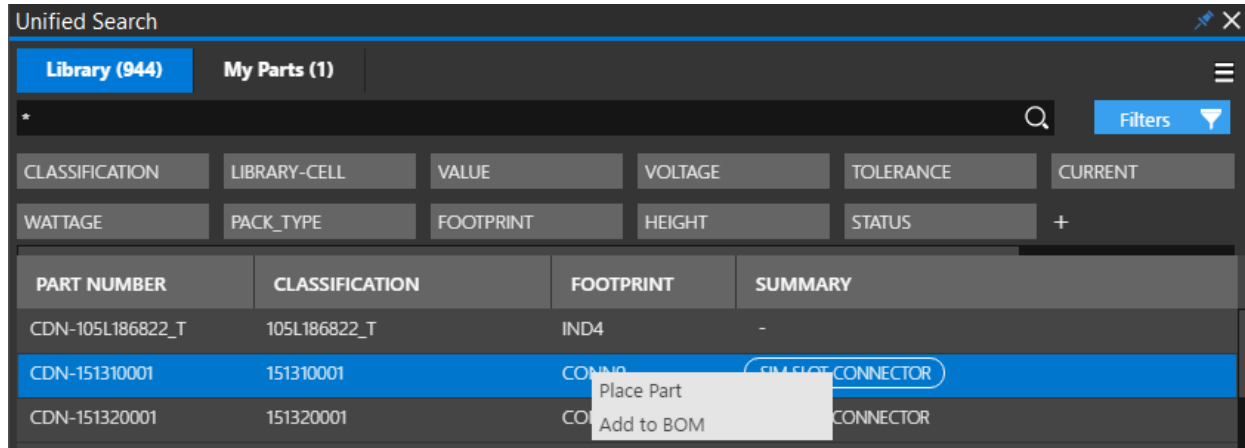 Unified Search
Library (944) My Parts (1)
*
Filters
CLASSIFICATION LIBRARY-CELL VALUE VOLTAGE TOLERANCE CURRENT
WATTAGE PACK_TYPE FOOTPRINT HEIGHT STATUS +
PART NUMBER CLASSIFICATION FOOTPRINT SUMMARY
CDN-105L186822_T 105L186822_T IND4 -
CDN-151310001 151310001 SIM SLOT CONNECTOR
Place Part
CDN-151320001 151320001 CONNECTOR
Add to BOM